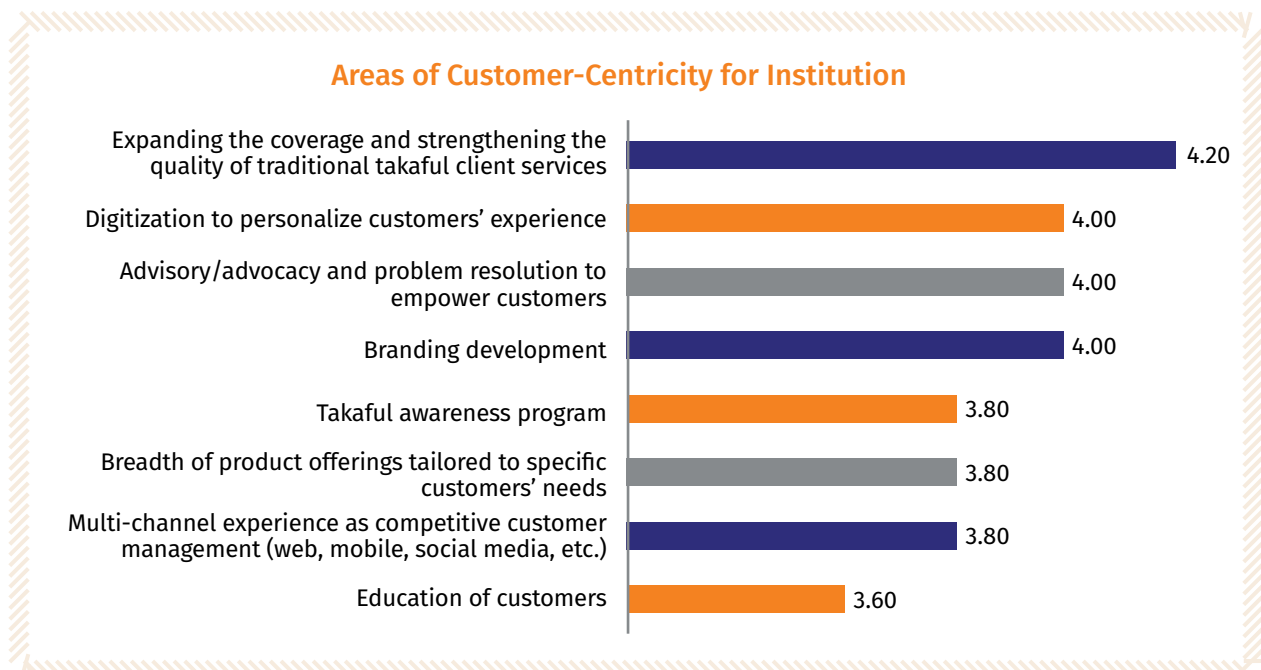 Areas of Customer-Centricity for Institution
Expanding the coverage and strengthening the
quality of traditional takaful client services
4.20
Digitization to personalize customers’ experience
4.00
Advisory/advocacy and problem resolution to
empower customers
4.00
Branding development
4.00
Takaful awareness program
3.80
Breadth of product offerings tailored to specific
customers’ needs
3.80
Multi-channel experience as competitive customer
management (web, mobile, social media, etc.)
3.80
Education of customers
3.60